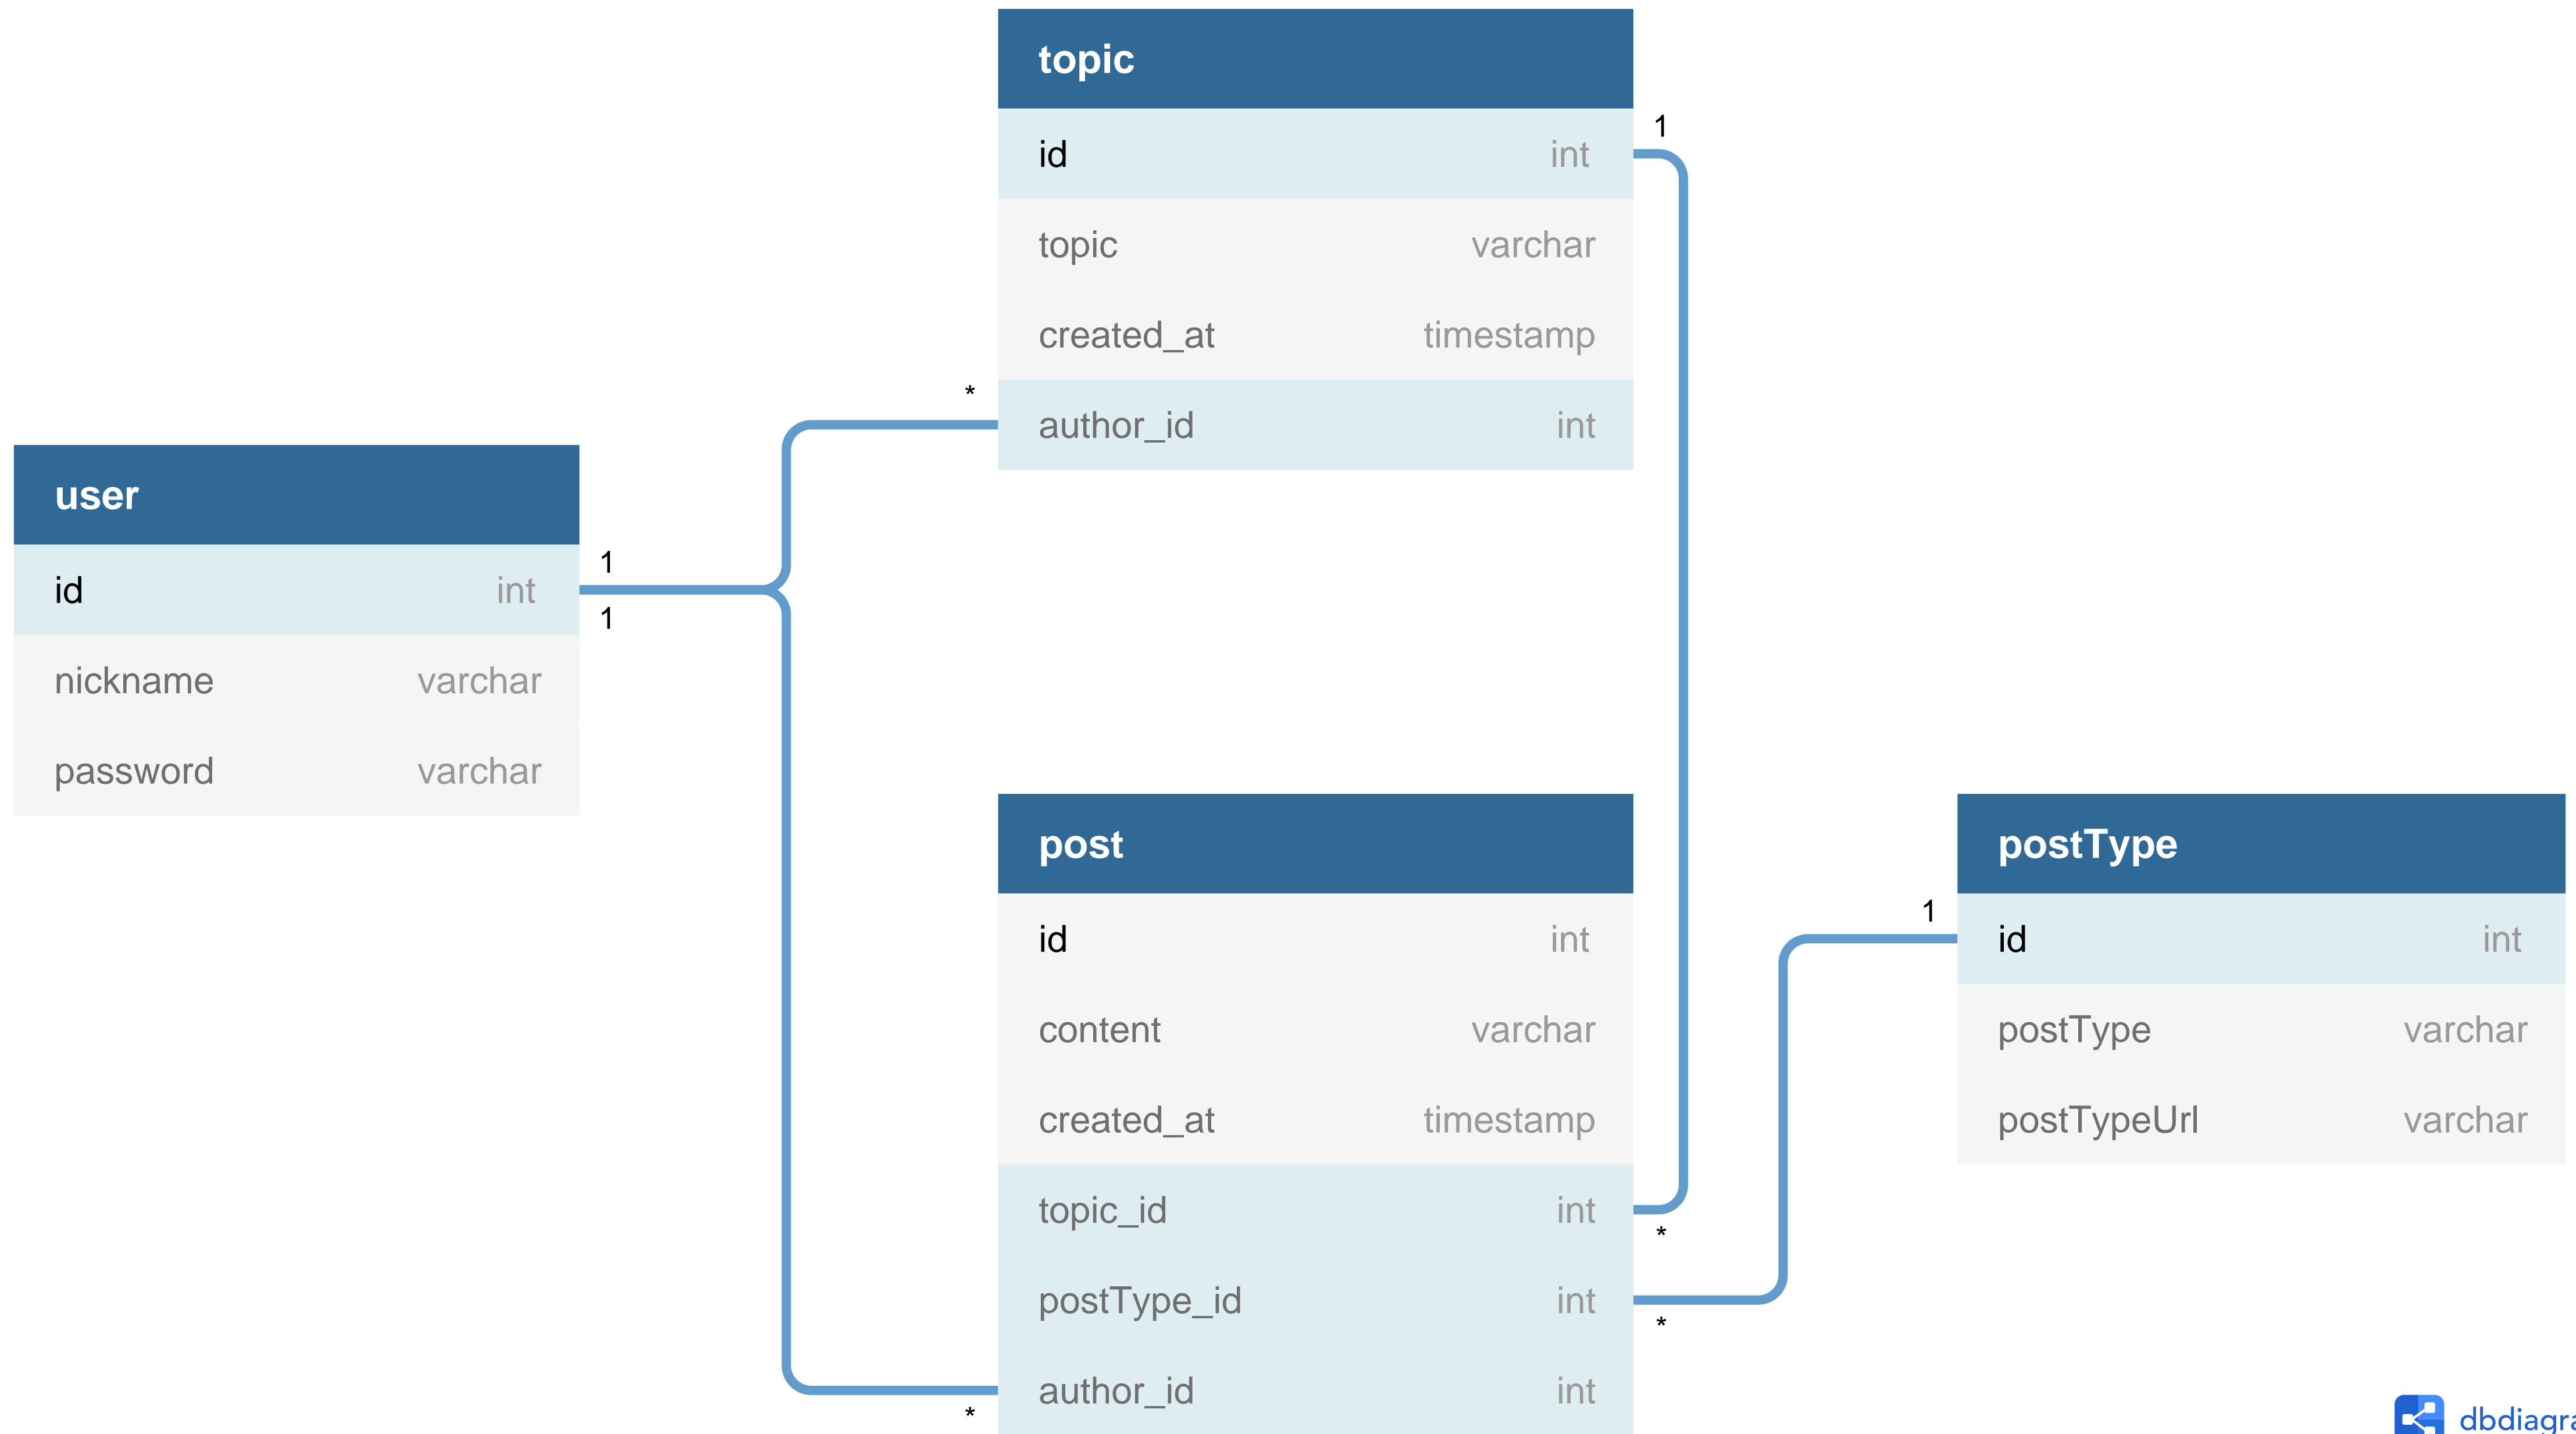 topic
id int
topic varchar
created_at timestamp
author_id int
1
*
user
id int
nickname varchar
password varchar
1
1
post
id int
content varchar
created_at timestamp
topic_id int
postType_id int
author_id int
*
*
*
postType
id int
postType varchar
postTypeUrl varchar
1